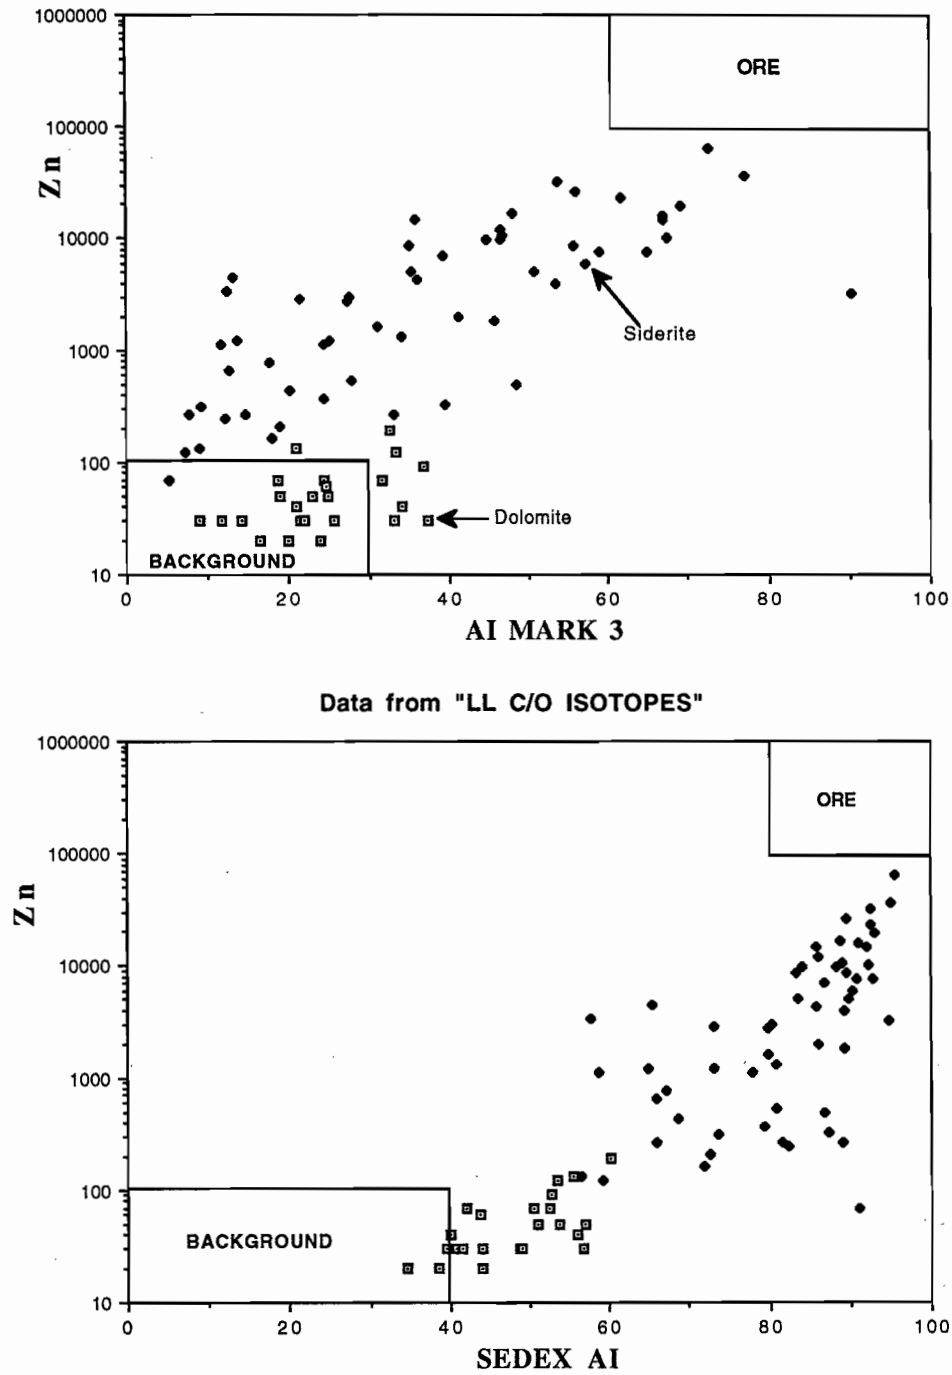 1000000
ORE
100000
Zn
10000
Siderite
1000
100
Dolomite
BACKGROUND
10
0 20 40 60 80 100
AI MARK 3
Data from "LL C/O ISOTOPES"
1000000
ORE
100000
Zn
10000
1000
100
BACKGROUND
10
0 20 40 60 80 100
SEDEX AI